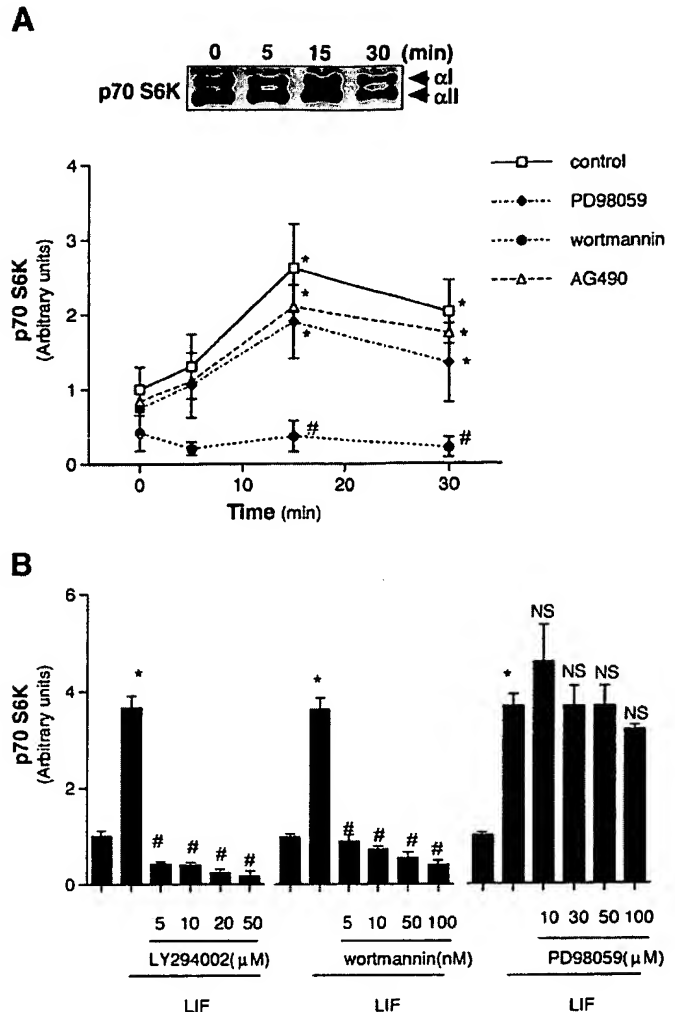 A
0 5 15 30 (min)
p70 S6K
αI
αII
control
PD98059
wortmannin
AG490
4
3
2
1
0
p70 S6K
(Arbitrary units)
*
*
*
*
*
*
#
#
0 10 20 30
Time (min)
B
6
4
2
0
p70 S6K
(Arbitrary units)
* # # # #
* # # # #
* NS NS NS NS
5 10 20 50 5 10 50 100 10 30 50 100
LY294002(μM) wortmannin(nM) PD98059(μM)
LIF LIF LIF